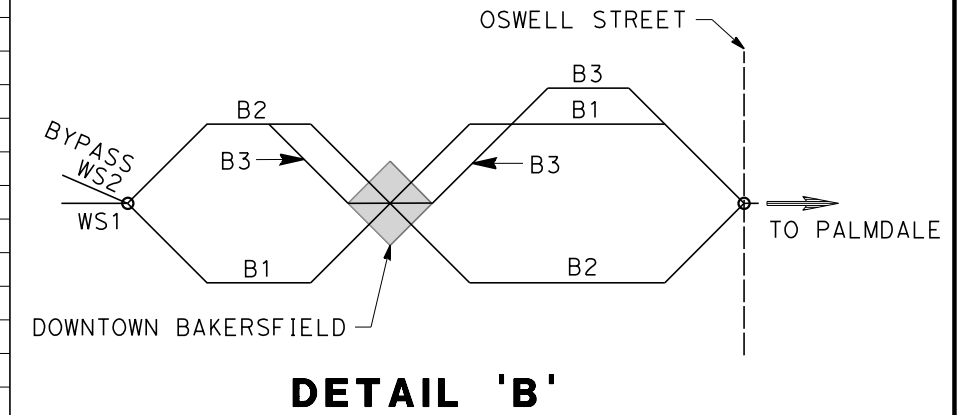 OSWELL STREET
B3
B2
B1
BYPASS
WS2
B3
B3
WS1
TO PALMDALE
B1
B2
DOWNTOWN BAKERSFIELD
DETAIL 'B'